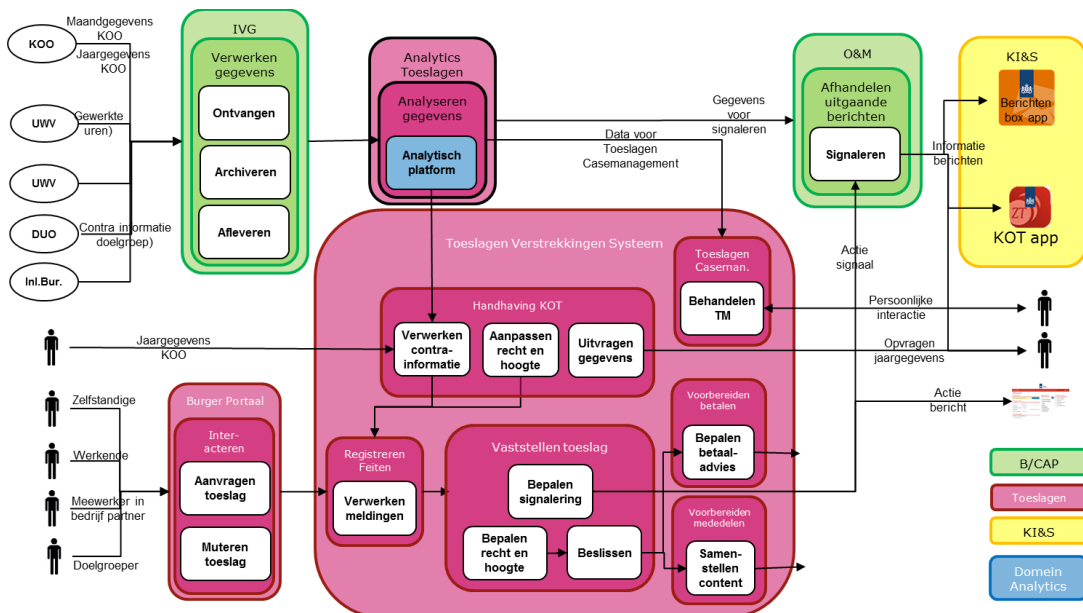 KOO
Maandgegevens
KOO
Jaargegevens
KOO
UWV
Gewerkte
uren)
UWV
DUO
Contra informatie
doelgroep)
Inl.Bur.
IVG
Verwerken
gegevens
Ontvangen
Archiveren
Afleveren
Analytics
Toeslagen
Analyseren
gegevens
Analytisch
platform
Gegevens
voor
signaleren
Data voor
Toeslagen
Casemanagement
O&M
Afhandelen
uitgaande
berichten
Signaleren
Informatie
berichten
KI&S
Berichten
box app
ZT
KOT app
Toeslagen Verstrekkingen Systeem
Toeslagen
Caseman.
Behandelen
TM
Actie
signaal
Persoonlijke
interactie
Handhaving KOT
Verwerken
contra-
informatie
Aanpassen
recht en
hoogte
Uitvragen
gegevens
Jaargegevens
KOO
Opvragen
jaargegevens
Actie
bericht
Zelfstandige
Werkende
Meewerker in
bedrijf partner
Doelgroeper
Burger Portaal
Inter-
acteren
Aanvragen
toeslag
Muteren
toeslag
Registreren
Feiten
Verwerken
meldingen
Vaststellen toeslag
Bepalen
signalering
Bepalen
recht en
hoogte
Beslissen
Voorbereiden
betalen
Bepalen
betaal-
advies
Voorbereiden
mededelen
Samen-
stellen
content
B/CAP
Toeslagen
KI&S
Domein
Analytics